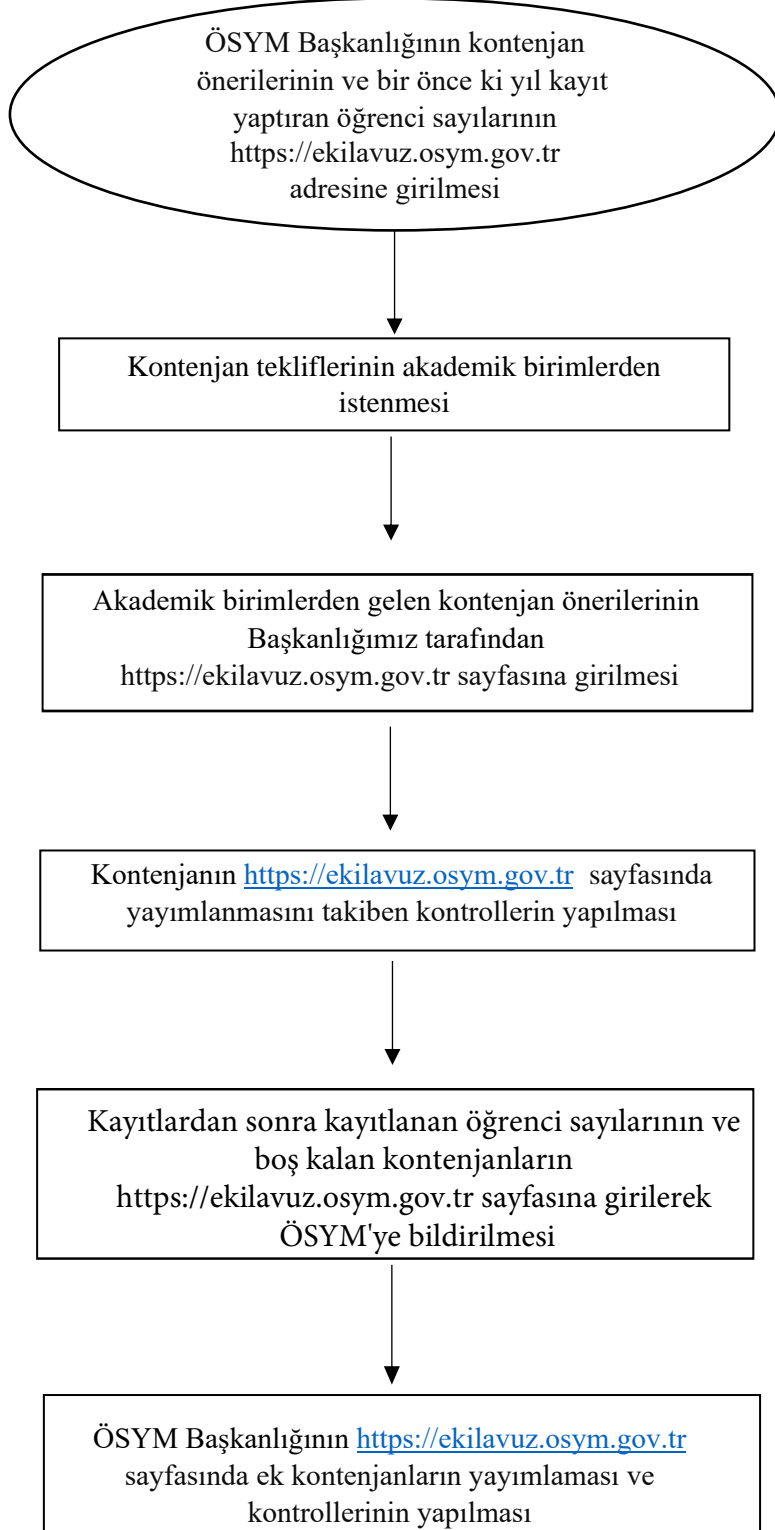 ÖSYM Başkanlığının kontenjan
önerilerinin ve bir önce ki yıl kayıt
yaptıran öğrenci sayılarının
https://ekilavuz.osym.gov.tr
adresine girilmesi
Kontenjan tekliflerinin akademik birimlerden
istenmesi
Akademik birimlerden gelen kontenjan önerilerinin
Başkanlığımız tarafından
https://ekilavuz.osym.gov.tr sayfasına girilmesi
Kontenjanın https://ekilavuz.osym.gov.tr sayfasında
yayımlanmasını takiben kontrollerin yapılması
Kayıtlardan sonra kayıtlanan öğrenci sayılarının ve
boş kalan kontenjanların
https://ekilavuz.osym.gov.tr sayfasına girilerek
ÖSYM'ye bildirilmesi
ÖSYM Başkanlığının https://ekilavuz.osym.gov.tr
sayfasında ek kontenjanların yayımlaması ve
kontrollerinin yapılması